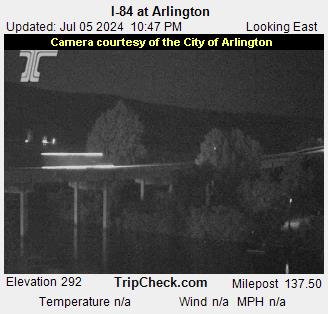 I-84 at Arlington
Updated: Jul 05 2024 10:47 PM Looking East
Camera courtesy of the City of Arlington
Elevation 292 TripCheck.com Milepost 137.50
Temperature n/a Wind n/a MPH n/a